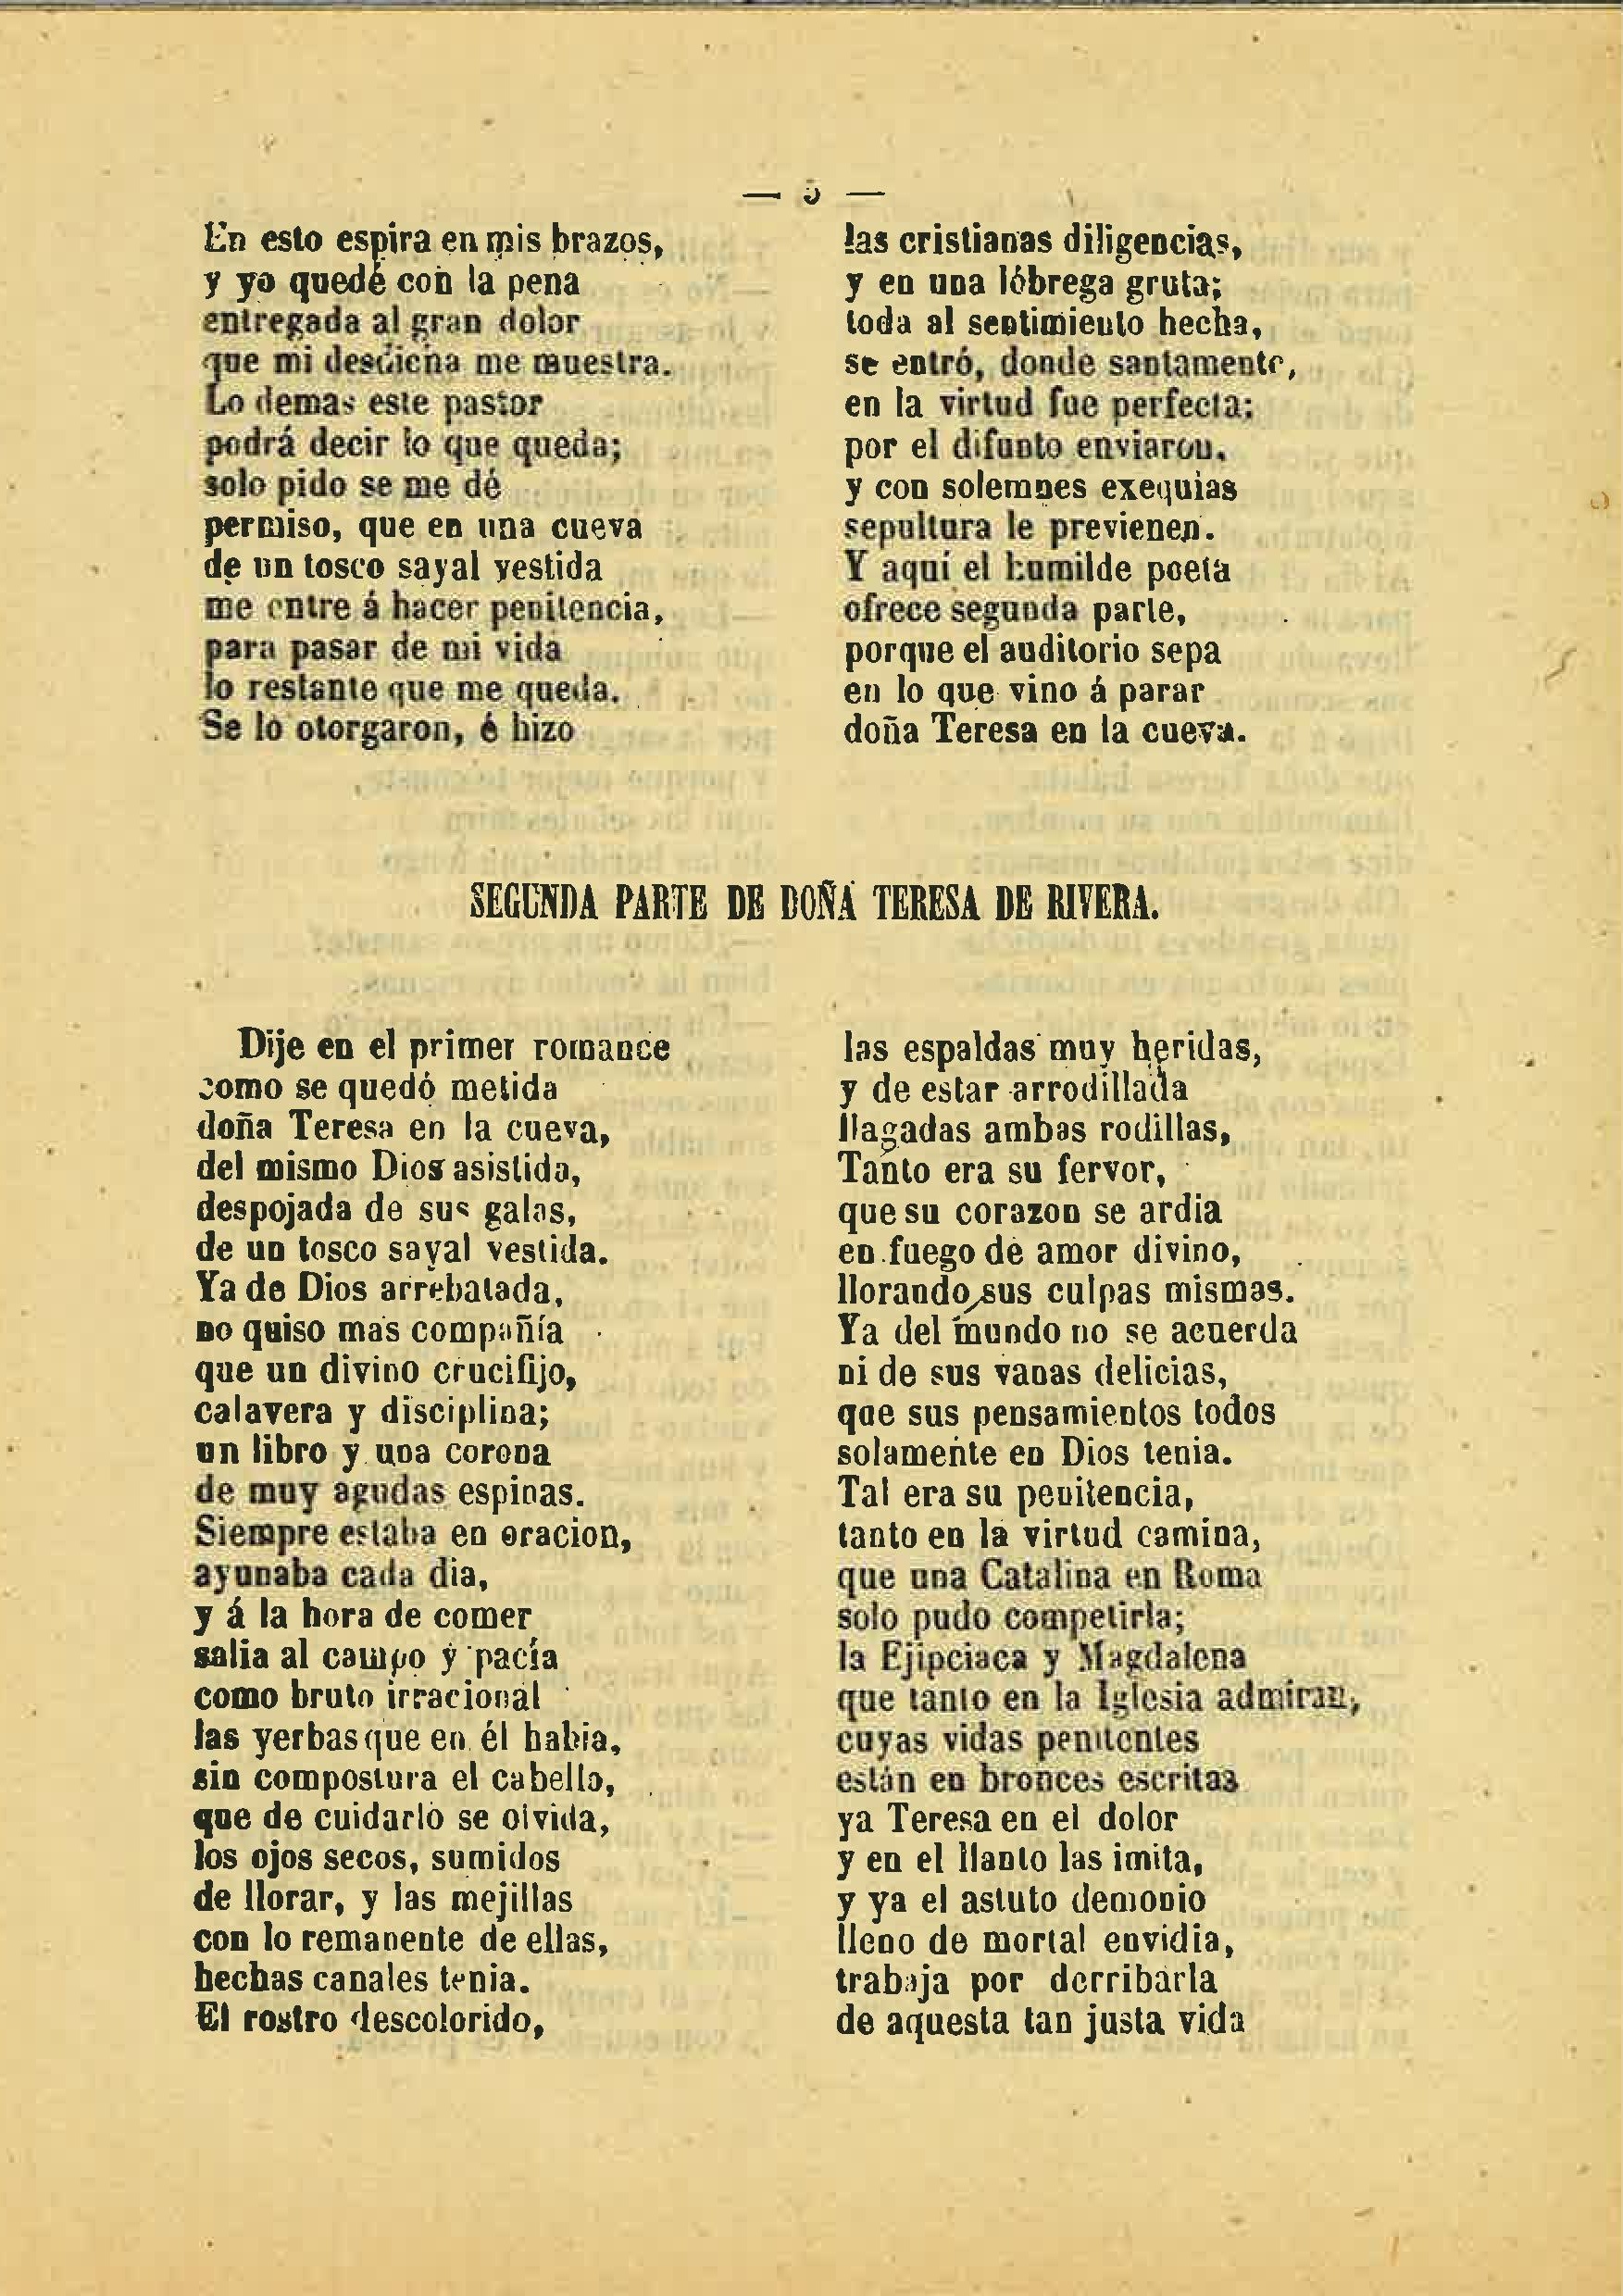 — 5 —
En esto espira en mis brazos,
y yo quedé con la pena
entregada al gran dolor
que mi desdicha me muestra.
Lo demas este pastor
podrá decir lo que queda;
solo pido se me dé
permiso, que en una cueva
de un tosco sayal vestida
me entre á hacer penitencia,
para pasar de mi vida
lo restante que me queda.
Se lo otorgaron, é hizo
las cristianas diligencias,
y en una lóbrega gruta;
toda al sentimiento hecha,
se entró, donde santamente,
en la virtud fue perfecta;
por el difunto enviaron,
y con solemnes exequias
sepultura le previenen.
Y aquí el humilde poeta
ofrece segunda parte,
porque el auditorio sepa
en lo que vino á parar
doña Teresa en la cueva.
SEGUNDA PARTE DE DOÑA TERESA DE RIVERA.
Dije en el primer romance
como se quedó metida
doña Teresa en la cueva,
del mismo Dios asistida,
despojada de sus galas,
de un tosco sayal vestida.
Ya de Dios arrebatada,
no quiso mas compañía
que un divino crucifijo,
calavera y disciplina;
un libro y una corona
de muy agudas espinas.
Siempre estaba en oracion,
ayunaba cada dia,
y á la hora de comer
salia al campo y pacía
como bruto irracional
las yerbas que en él habia,
sin compostura el cabello,
que de cuidarlo se olvida,
los ojos secos, sumidos
de llorar, y las mejillas
con lo remanente de ellas,
hechas canales tenia.
El rostro descolorido,
las espaldas muy heridas,
y de estar arrodillada
llagadas ambas rodillas,
Tanto era su fervor,
que su corazon se ardia
en fuego de amor divino,
llorando sus culpas mismas.
Ya del mundo no se acuerda
ni de sus vanas delicias,
que sus pensamientos todos
solamente en Dios tenia.
Tal era su penitencia,
tanto en la virtud camina,
que una Catalina en Roma
solo pudo competirla;
la Ejipciaca y Magdalena
que tanto en la Iglesia admiran,
cuyas vidas penitentes
están en bronces escritas
ya Teresa en el dolor
y en el llanto las imita,
y ya el astuto demonio
lleno de mortal envidia,
trabaja por derribarla
de aquesta tan justa vida